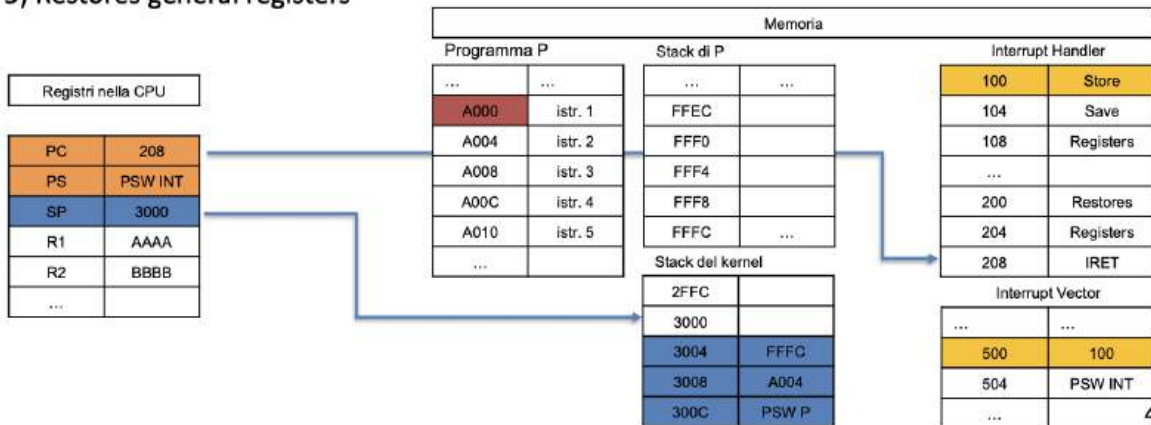 5) Restores general registers
Memoria
Registri nella CPU
PC 208
PS PSW INT
SP 3000
R1 AAAA
R2 BBBB
...
Programma P
... ...
A000 istr. 1
A004 istr. 2
A008 istr. 3
A00C istr. 4
A010 istr. 5
...
Stack di P
... ...
FFEC
FFF0
FFF4
FFF8
FFFC ...
Stack del kernel
2FFC
3000
3004 FFFC
3008 A004
300C PSW P
Interrupt Handler
100 Store
104 Save
108 Registers
...
200 Restores
204 Registers
208 IRET
Interrupt Vector
... ...
500 100
504 PSW INT
...